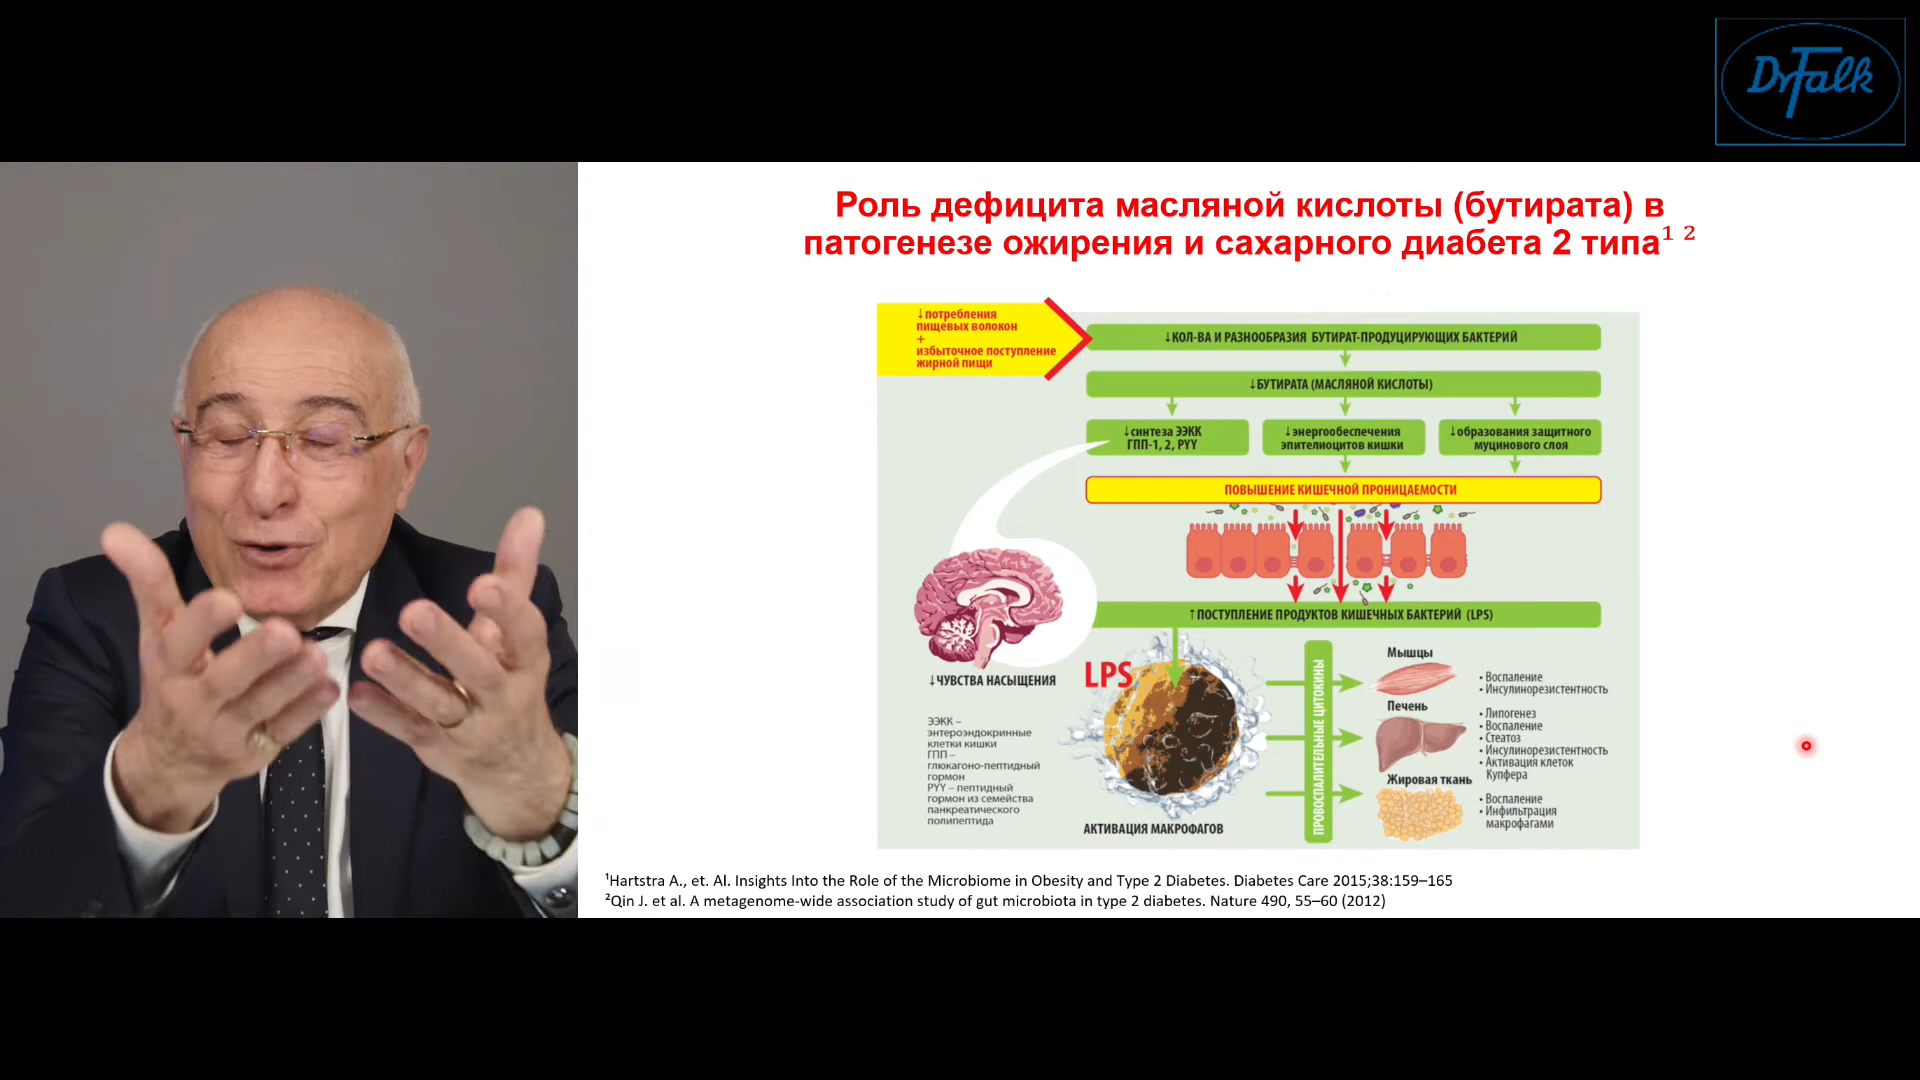 Dr Falk
Роль дефицита масляной кислоты (бутирата) в
патогенезе ожирения и сахарного диабета 2 типа¹ ²
↓потребления
пищевых волокон
+
избыточное поступление
жирной пищи
↓КОЛ-ВА И РАЗНООБРАЗИЯ БУТИРАТ-ПРОДУЦИРУЮЩИХ БАКТЕРИЙ
↓БУТИРАТА (МАСЛЯНОЙ КИСЛОТЫ)
↓синтеза ЭЭКК
ГПП-1, 2, PYY
↓энергообеспечения
эпителиоцитов кишки
↓образования защитного
муцинового слоя
ПОВЫШЕНИЕ КИШЕЧНОЙ ПРОНИЦАЕМОСТИ
↑ПОСТУПЛЕНИЕ ПРОДУКТОВ КИШЕЧНЫХ БАКТЕРИЙ (LPS)
↓ЧУВСТВА НАСЫЩЕНИЯ
ЭЭКК –
энтероэндокринные
клетки кишки
ГПП –
глюкагоно-пептидный
гормон
PYY – пептидный
гормон из семейства
панкреатического
полипептида
LPS
АКТИВАЦИЯ МАКРОФАГОВ
ПРОВОСПАЛИТЕЛЬНЫЕ ЦИТОКИНЫ
Мышцы
• Воспаление
• Инсулинорезистентность
Печень
• Липогенез
• Воспаление
• Стеатоз
• Инсулинорезистентность
• Активация клеток
Купфера
Жировая ткань
• Воспаление
• Инфильтрация
макрофагами
¹Hartstra A., et. Al. Insights Into the Role of the Microbiome in Obesity and Type 2 Diabetes. Diabetes Care 2015;38:159–165
²Qin J. et al. A metagenome-wide association study of gut microbiota in type 2 diabetes. Nature 490, 55–60 (2012)